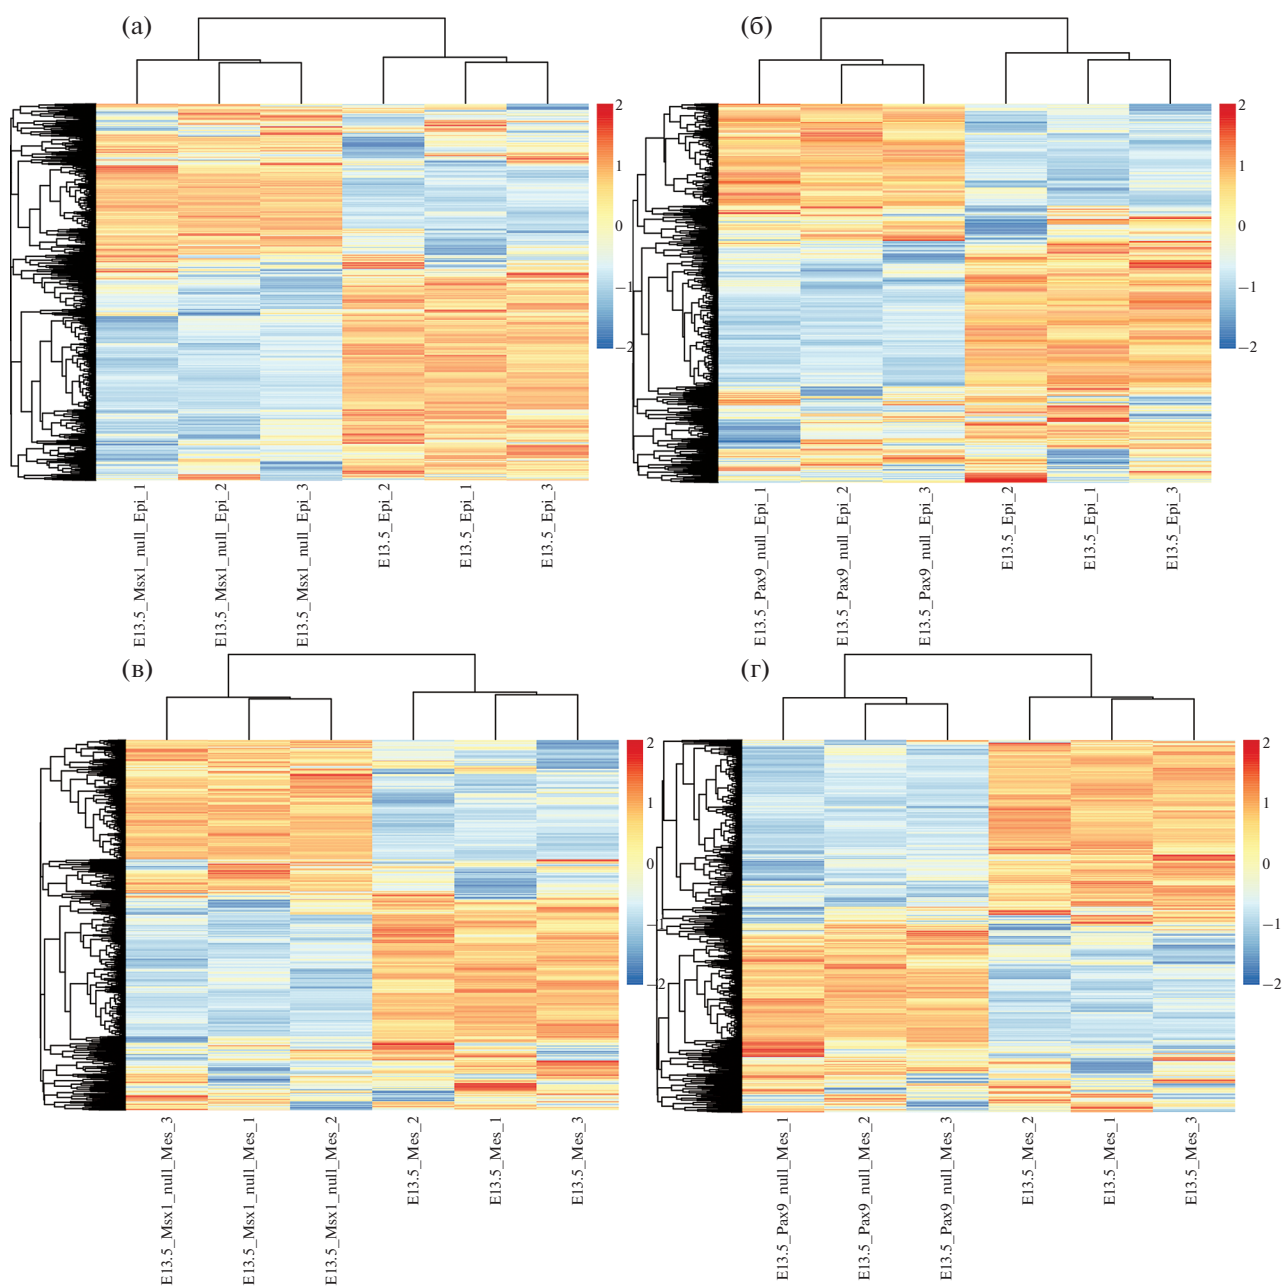 (а)
2
1
0
−1
−2
E13.5_Msx1_null_Epi_1
E13.5_Msx1_null_Epi_2
E13.5_Msx1_null_Epi_3
E13.5_Epi_2
E13.5_Epi_1
E13.5_Epi_3
(б)
2
1
0
−1
−2
E13.5_Pax9_null_Epi_1
E13.5_Pax9_null_Epi_2
E13.5_Pax9_null_Epi_3
E13.5_Epi_2
E13.5_Epi_1
E13.5_Epi_3
(в)
2
1
0
−1
−2
E13.5_Msx1_null_Mes_3
E13.5_Msx1_null_Mes_1
E13.5_Msx1_null_Mes_2
E13.5_Mes_2
E13.5_Mes_1
E13.5_Mes_3
(г)
2
1
0
−1
−2
E13.5_Pax9_null_Mes_1
E13.5_Pax9_null_Mes_2
E13.5_Pax9_null_Mes_3
E13.5_Mes_2
E13.5_Mes_1
E13.5_Mes_3